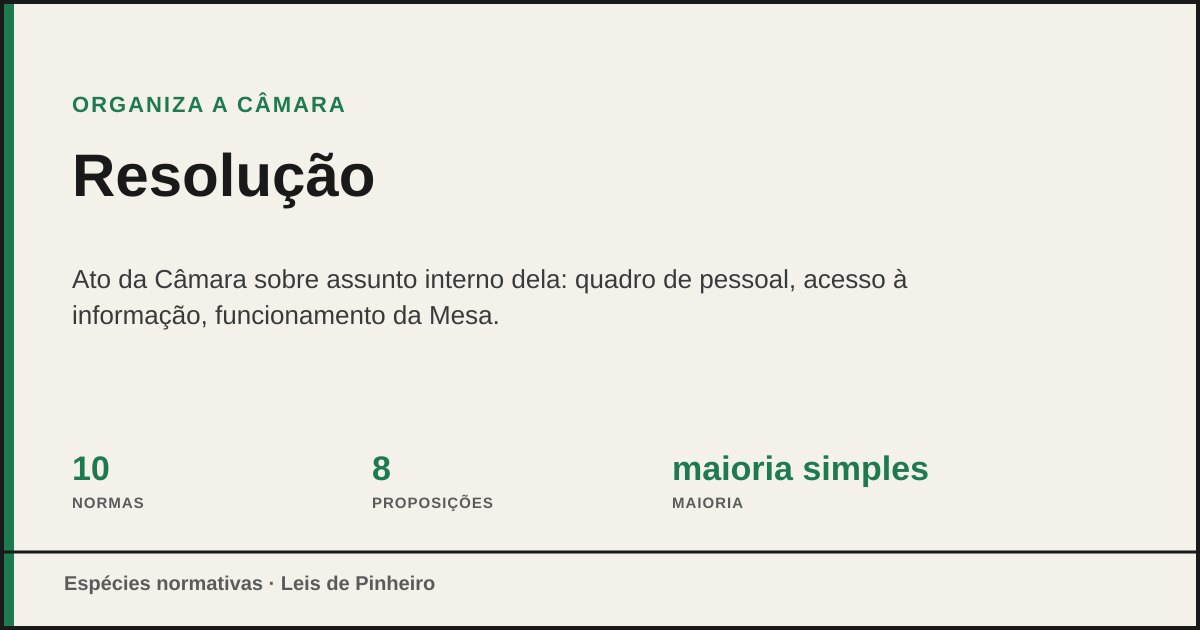 ORGANIZA A CÂMARA
Resolução
Ato da Câmara sobre assunto interno dela: quadro de pessoal, acesso à
informação, funcionamento da Mesa.
10
NORMAS
8
PROPOSIÇÕES
maioria simples
MAIORIA
Espécies normativas · Leis de Pinheiro